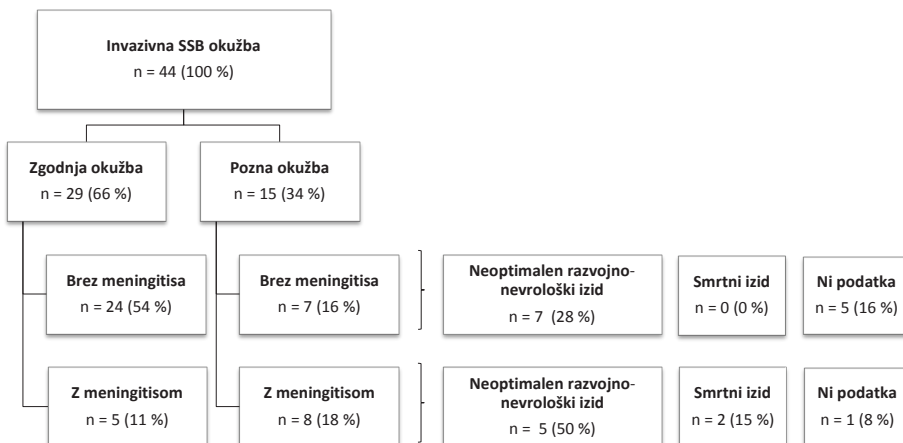 Invazivna SSB okužba
n = 44 (100 %)
Zgodnja okužba
n = 29 (66 %)
Pozna okužba
n = 15 (34 %)
Brez meningitisa
n = 24 (54 %)
Brez meningitisa
n = 7 (16 %)
Neoptimalen razvojno-
nevrološki izid
n = 7 (28 %)
Smrtni izid
n = 0 (0 %)
Ni podatka
n = 5 (16 %)
Z meningitisom
n = 5 (11 %)
Z meningitisom
n = 8 (18 %)
Neoptimalen razvojno-
nevrološki izid
n = 5 (50 %)
Smrtni izid
n = 2 (15 %)
Ni podatka
n = 1 (8 %)